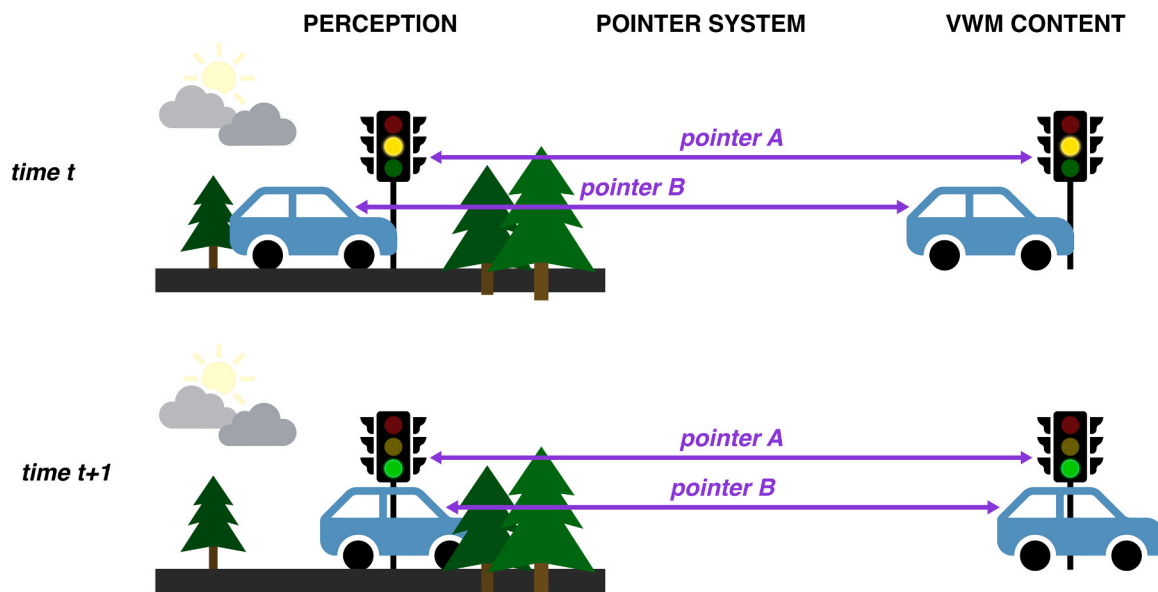 PERCEPTION
POINTER SYSTEM
VWM CONTENT
time t
pointer A
pointer B
time t+1
pointer A
pointer B